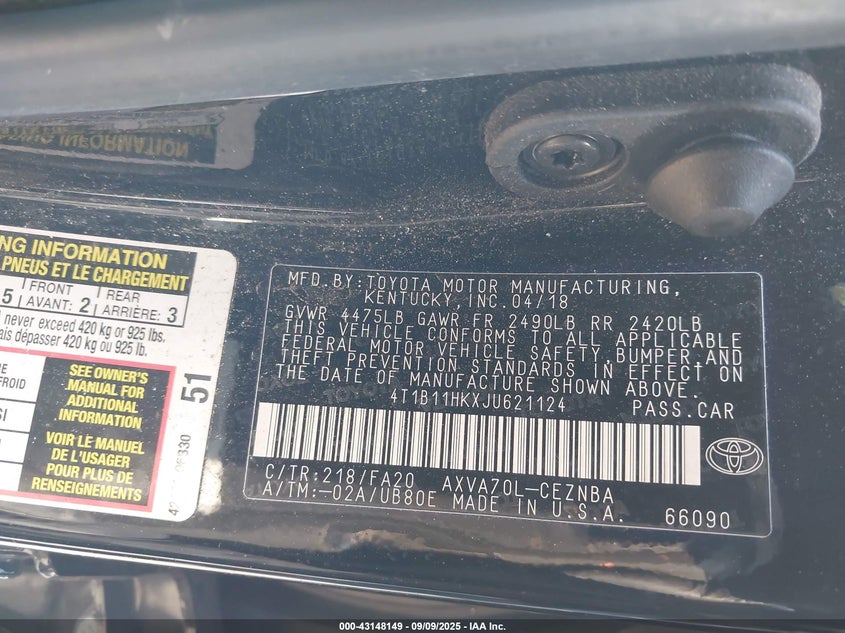 NG INFORMATION
PNEUS ET LE CHARGEMENT
5 FRONT AVANT: 2 REAR ARRIÈRE: 3
never exceed 420 kg or 925 lbs.
ais dépasser 420 kg ou 925 lb.
SEE OWNER'S
MANUAL FOR
ADDITIONAL
INFORMATION
VOIR LE MANUEL
DE L'USAGER
POUR PLUS DE
RENSEIGNEMENTS
51
MFD.BY:TOYOTA MOTOR MANUFACTURING,
KENTUCKY,INC. 04/18
GVWR 4475LB GAWR FR 2490LB RR 2420LB
THIS VEHICLE CONFORMS TO ALL APPLICABLE
FEDERAL MOTOR VEHICLE SAFETY,BUMPER,AND
THEFT PREVENTION STANDARDS IN EFFECT ON
THE DATE OF MANUFACTURE SHOWN ABOVE.
4T1B11HKXJU621124 PASS.CAR
C/TR:218/FA20 AXVA70L-CEZNBA
A/TM:-02A/UB80E MADE IN U.S.A. 66090
000-43148149 - 09/09/2025 - IAA Inc.